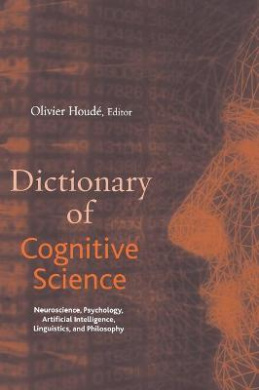 Olivier Houdé, Editor
Dictionary
of
Cognitive
Science
Neuroscience, Psychology,
Artificial Intelligence,
Linguistics, and Philosophy